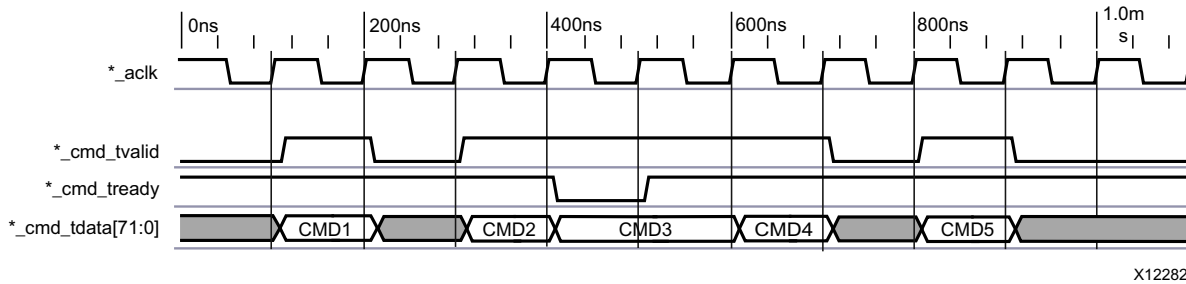 0ns 200ns 400ns 600ns 800ns 1.0m
s
*_aclk
*_cmd_tvalid
*_cmd_tready
*_cmd_tdata[71:0] CMD1 CMD2 CMD3 CMD4 CMD5
X12282